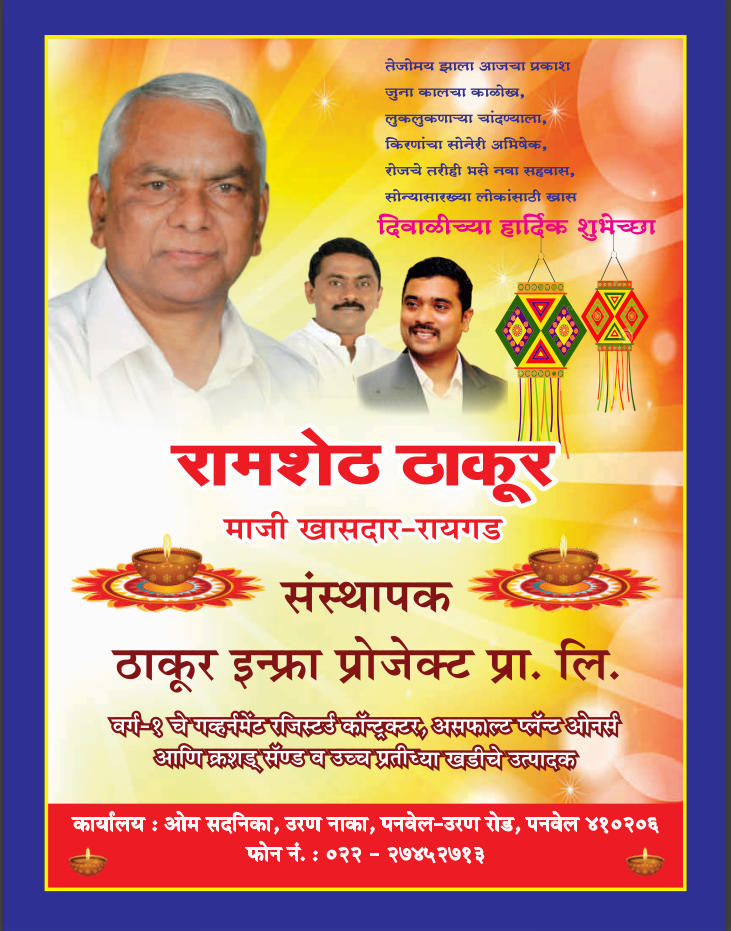 तेजोमय झाला आजचा प्रकाश
जुना कालचा काळोख,
लुकलुकणाऱ्या चांदण्याला,
किरणांचा सोनेरी अभिषेक,
रोजचे तरीही भसे नवा सहवास,
सोन्यासारख्या लोकांसाठी खास
दिवाळीच्या हार्दिक शुभेच्छा
रामशेठ ठाकूर
माजी खासदार-रायगड
संस्थापक
ठाकूर इन्फ्रा प्रोजेक्ट प्रा. लि.
वर्ग-१ चे गव्हर्नमेंट रजिस्टर्ड कॉन्ट्रक्टर, असफाल्ट प्लॅन्ट ओनर्स
आणि क्रशड् सॅण्ड व उच्च प्रतीच्या खडीचे उत्पादक
कार्यालय : ओम सदनिका, उरण नाका, पनवेल-उरण रोड, पनवेल ४१०२०६
फोन नं. : ०२२ - २७४५२७१३